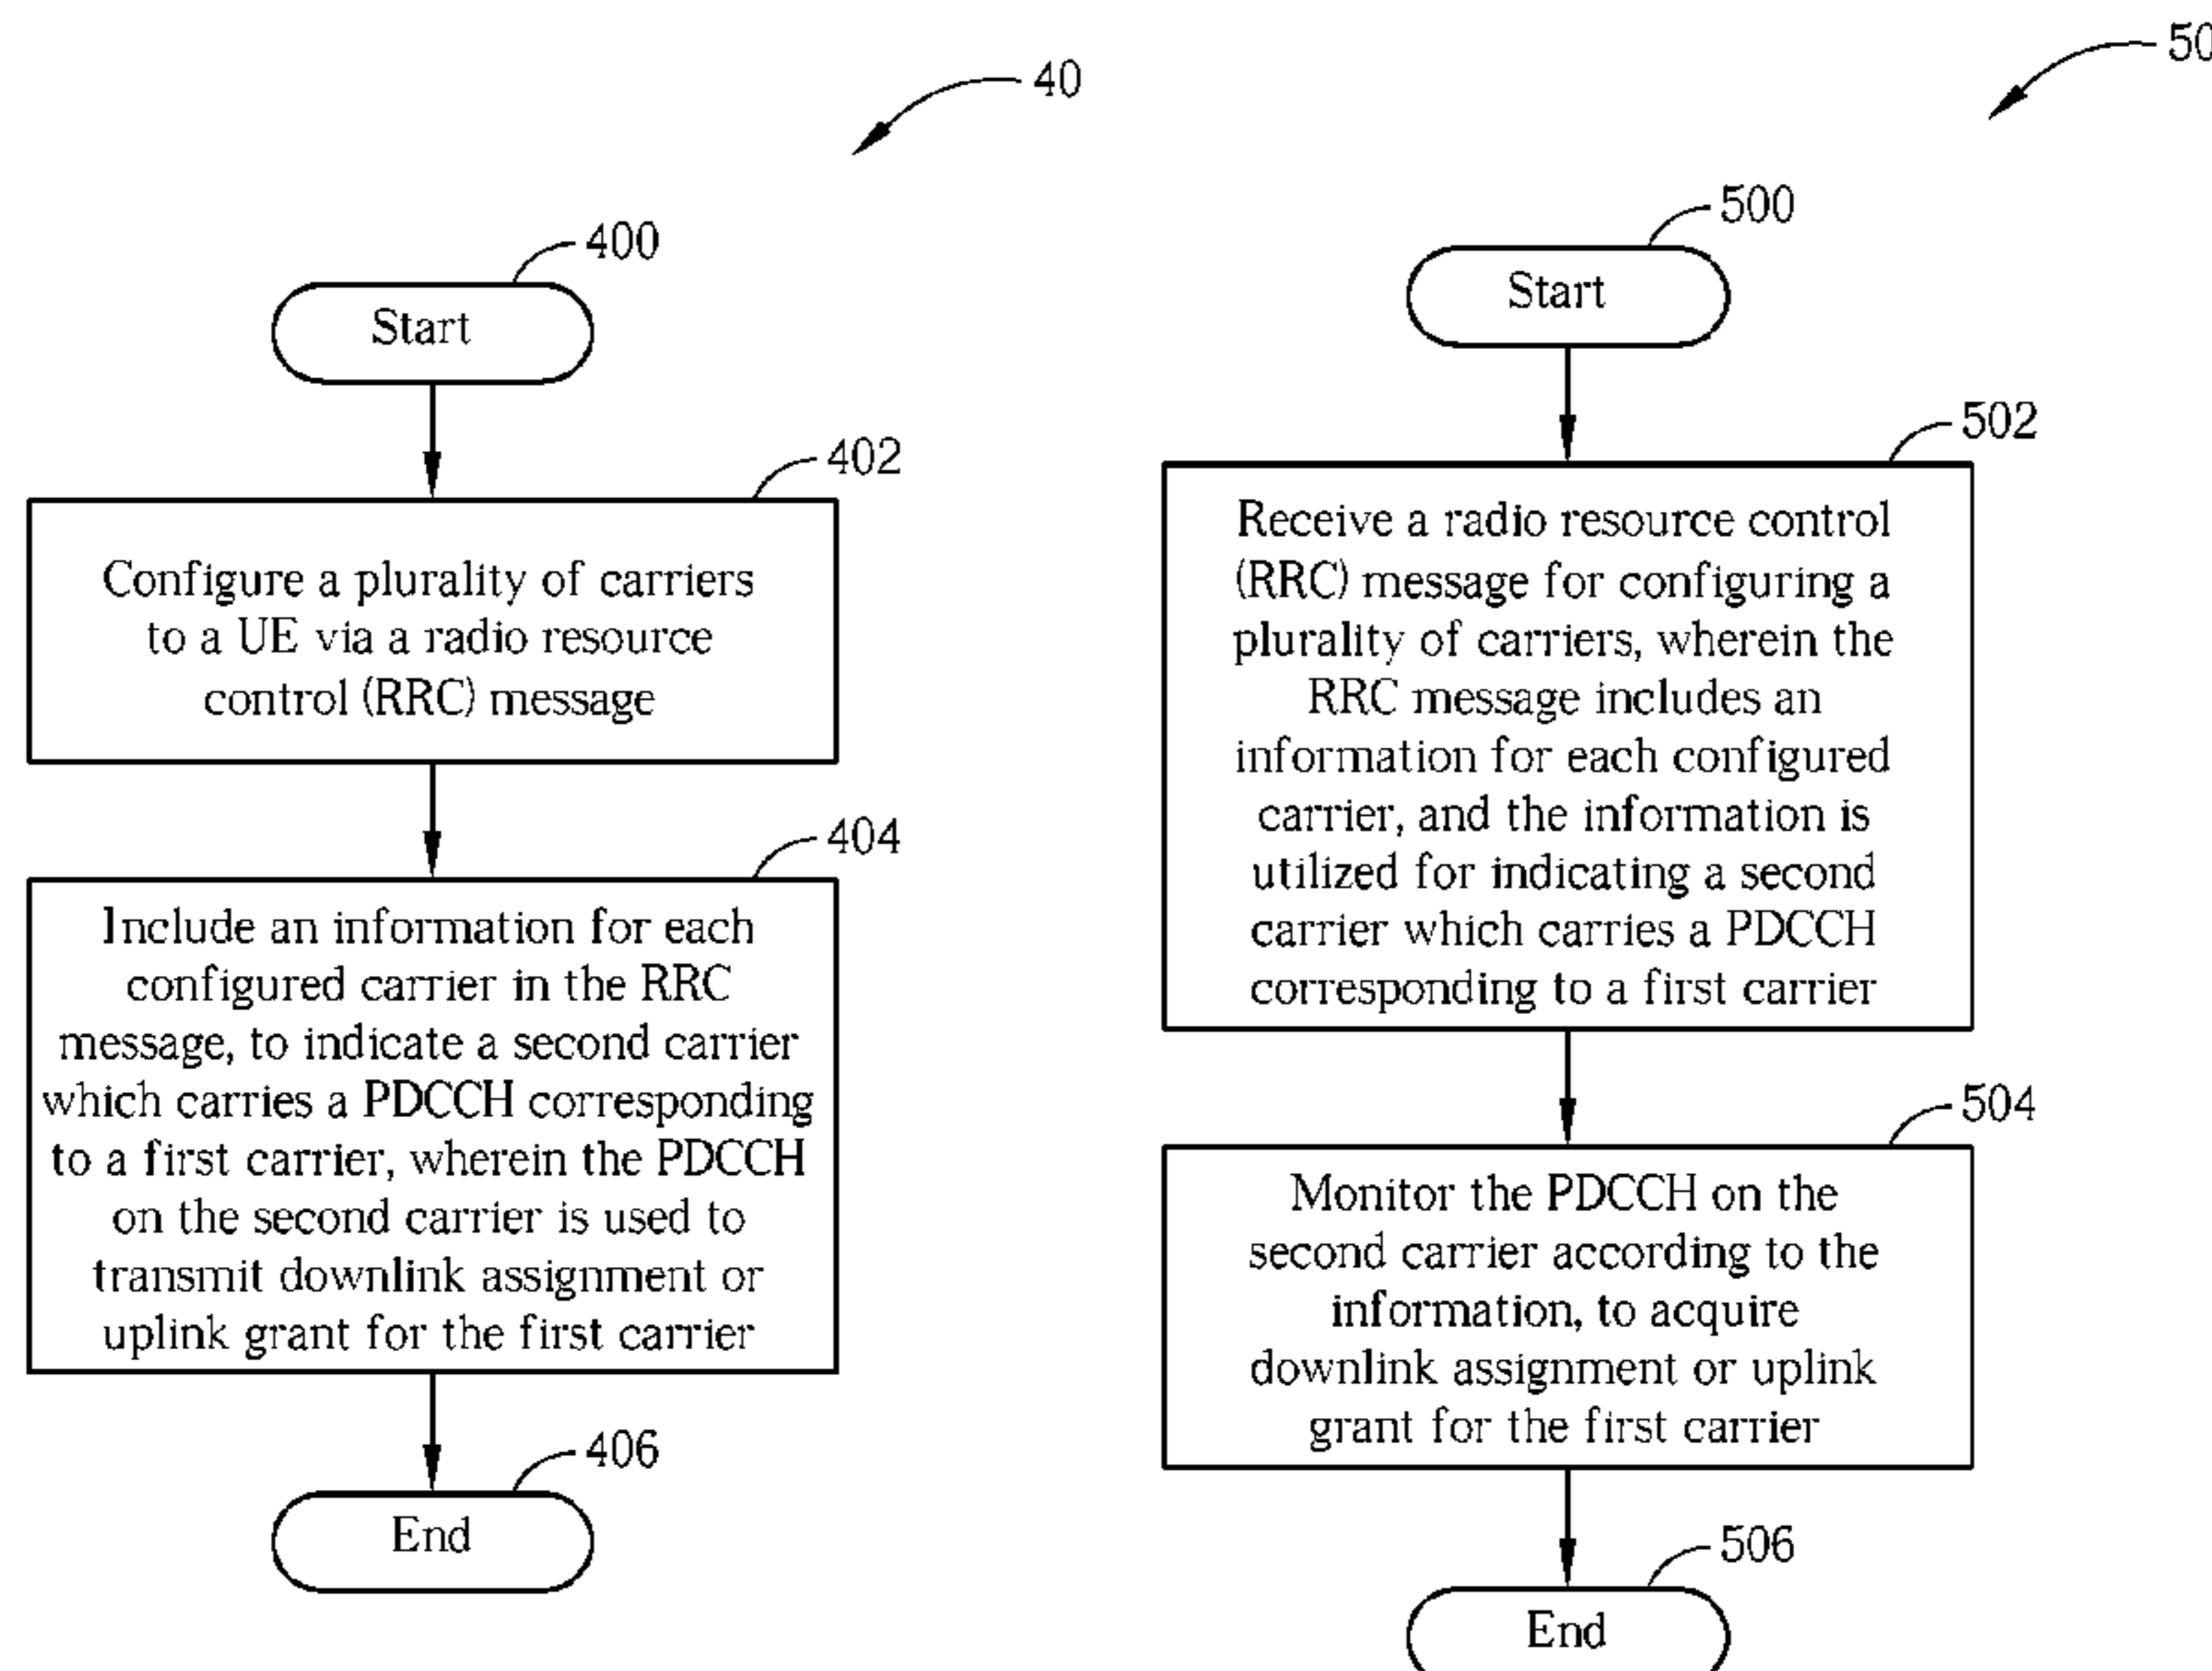 40
400
Start
402
Configure a plurality of carriers
to a UE via a radio resource
control (RRC) message
404
Include an information for each
configured carrier in the RRC
message, to indicate a second carrier
which carries a PDCCH corresponding
to a first carrier, wherein the PDCCH
on the second carrier is used to
transmit downlink assignment or
uplink grant for the first carrier
406
End
50
500
Start
502
Receive a radio resource control
(RRC) message for configuring a
plurality of carriers, wherein the
RRC message includes an
information for each configured
carrier, and the information is
utilized for indicating a second
carrier which carries a PDCCH
corresponding to a first carrier
504
Monitor the PDCCH on the
second carrier according to the
information, to acquire
downlink assignment or uplink
grant for the first carrier
506
End